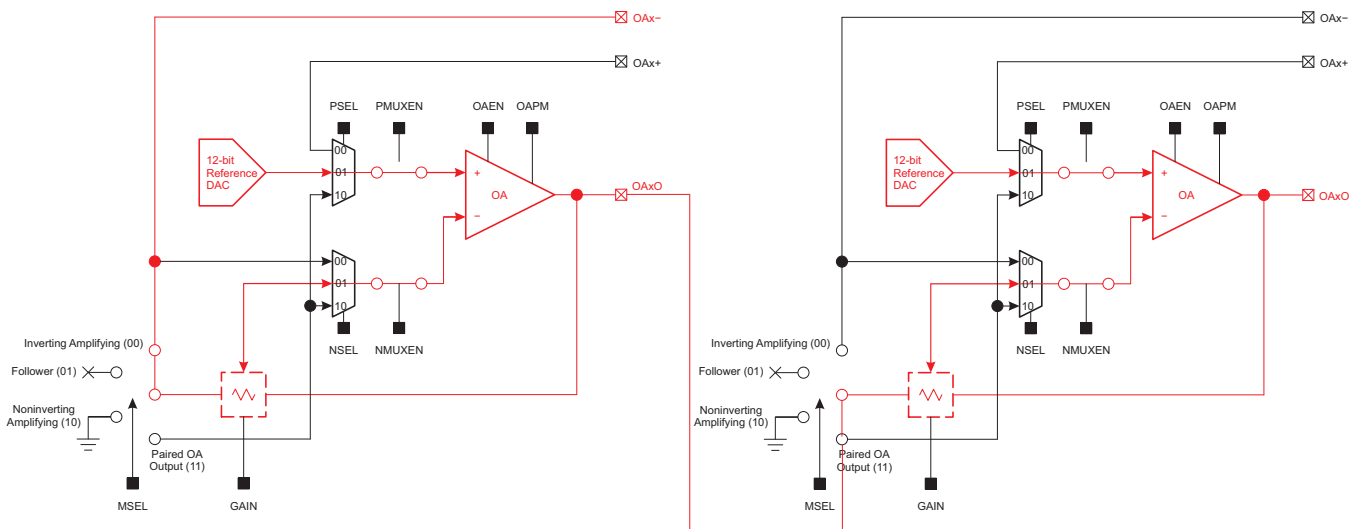 OAx−
OAx+
PSEL
PMUXEN
OAEN
OAPM
12-bit
Reference
DAC
00
01
10
+
−
OA
OAxO
00
01
10
NSEL
NMUXEN
Inverting Amplifying (00)
Follower (01)
Noninverting
Amplifying (10)
Paired OA
Output (11)
MSEL
GAIN
OAx−
OAx+
PSEL
PMUXEN
OAEN
OAPM
12-bit
Reference
DAC
00
01
10
+
−
OA
OAxO
00
01
10
NSEL
NMUXEN
Inverting Amplifying (00)
Follower (01)
Noninverting
Amplifying (10)
Paired OA
Output (11)
MSEL
GAIN